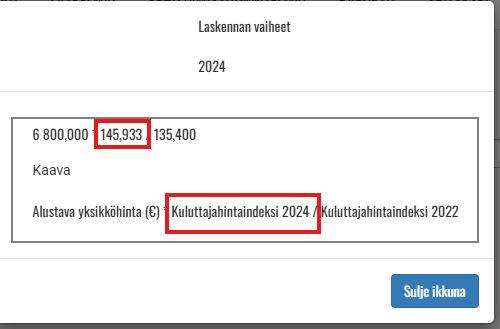 Laskennan vaiheet
2024
6 800,000 * 145,933 / 135,400
Kaava
Alustava yksikköhinta (€) * Kuluttajahintaindeksi 2024 / Kuluttajahintaindeksi 2022
Sulje ikkuna